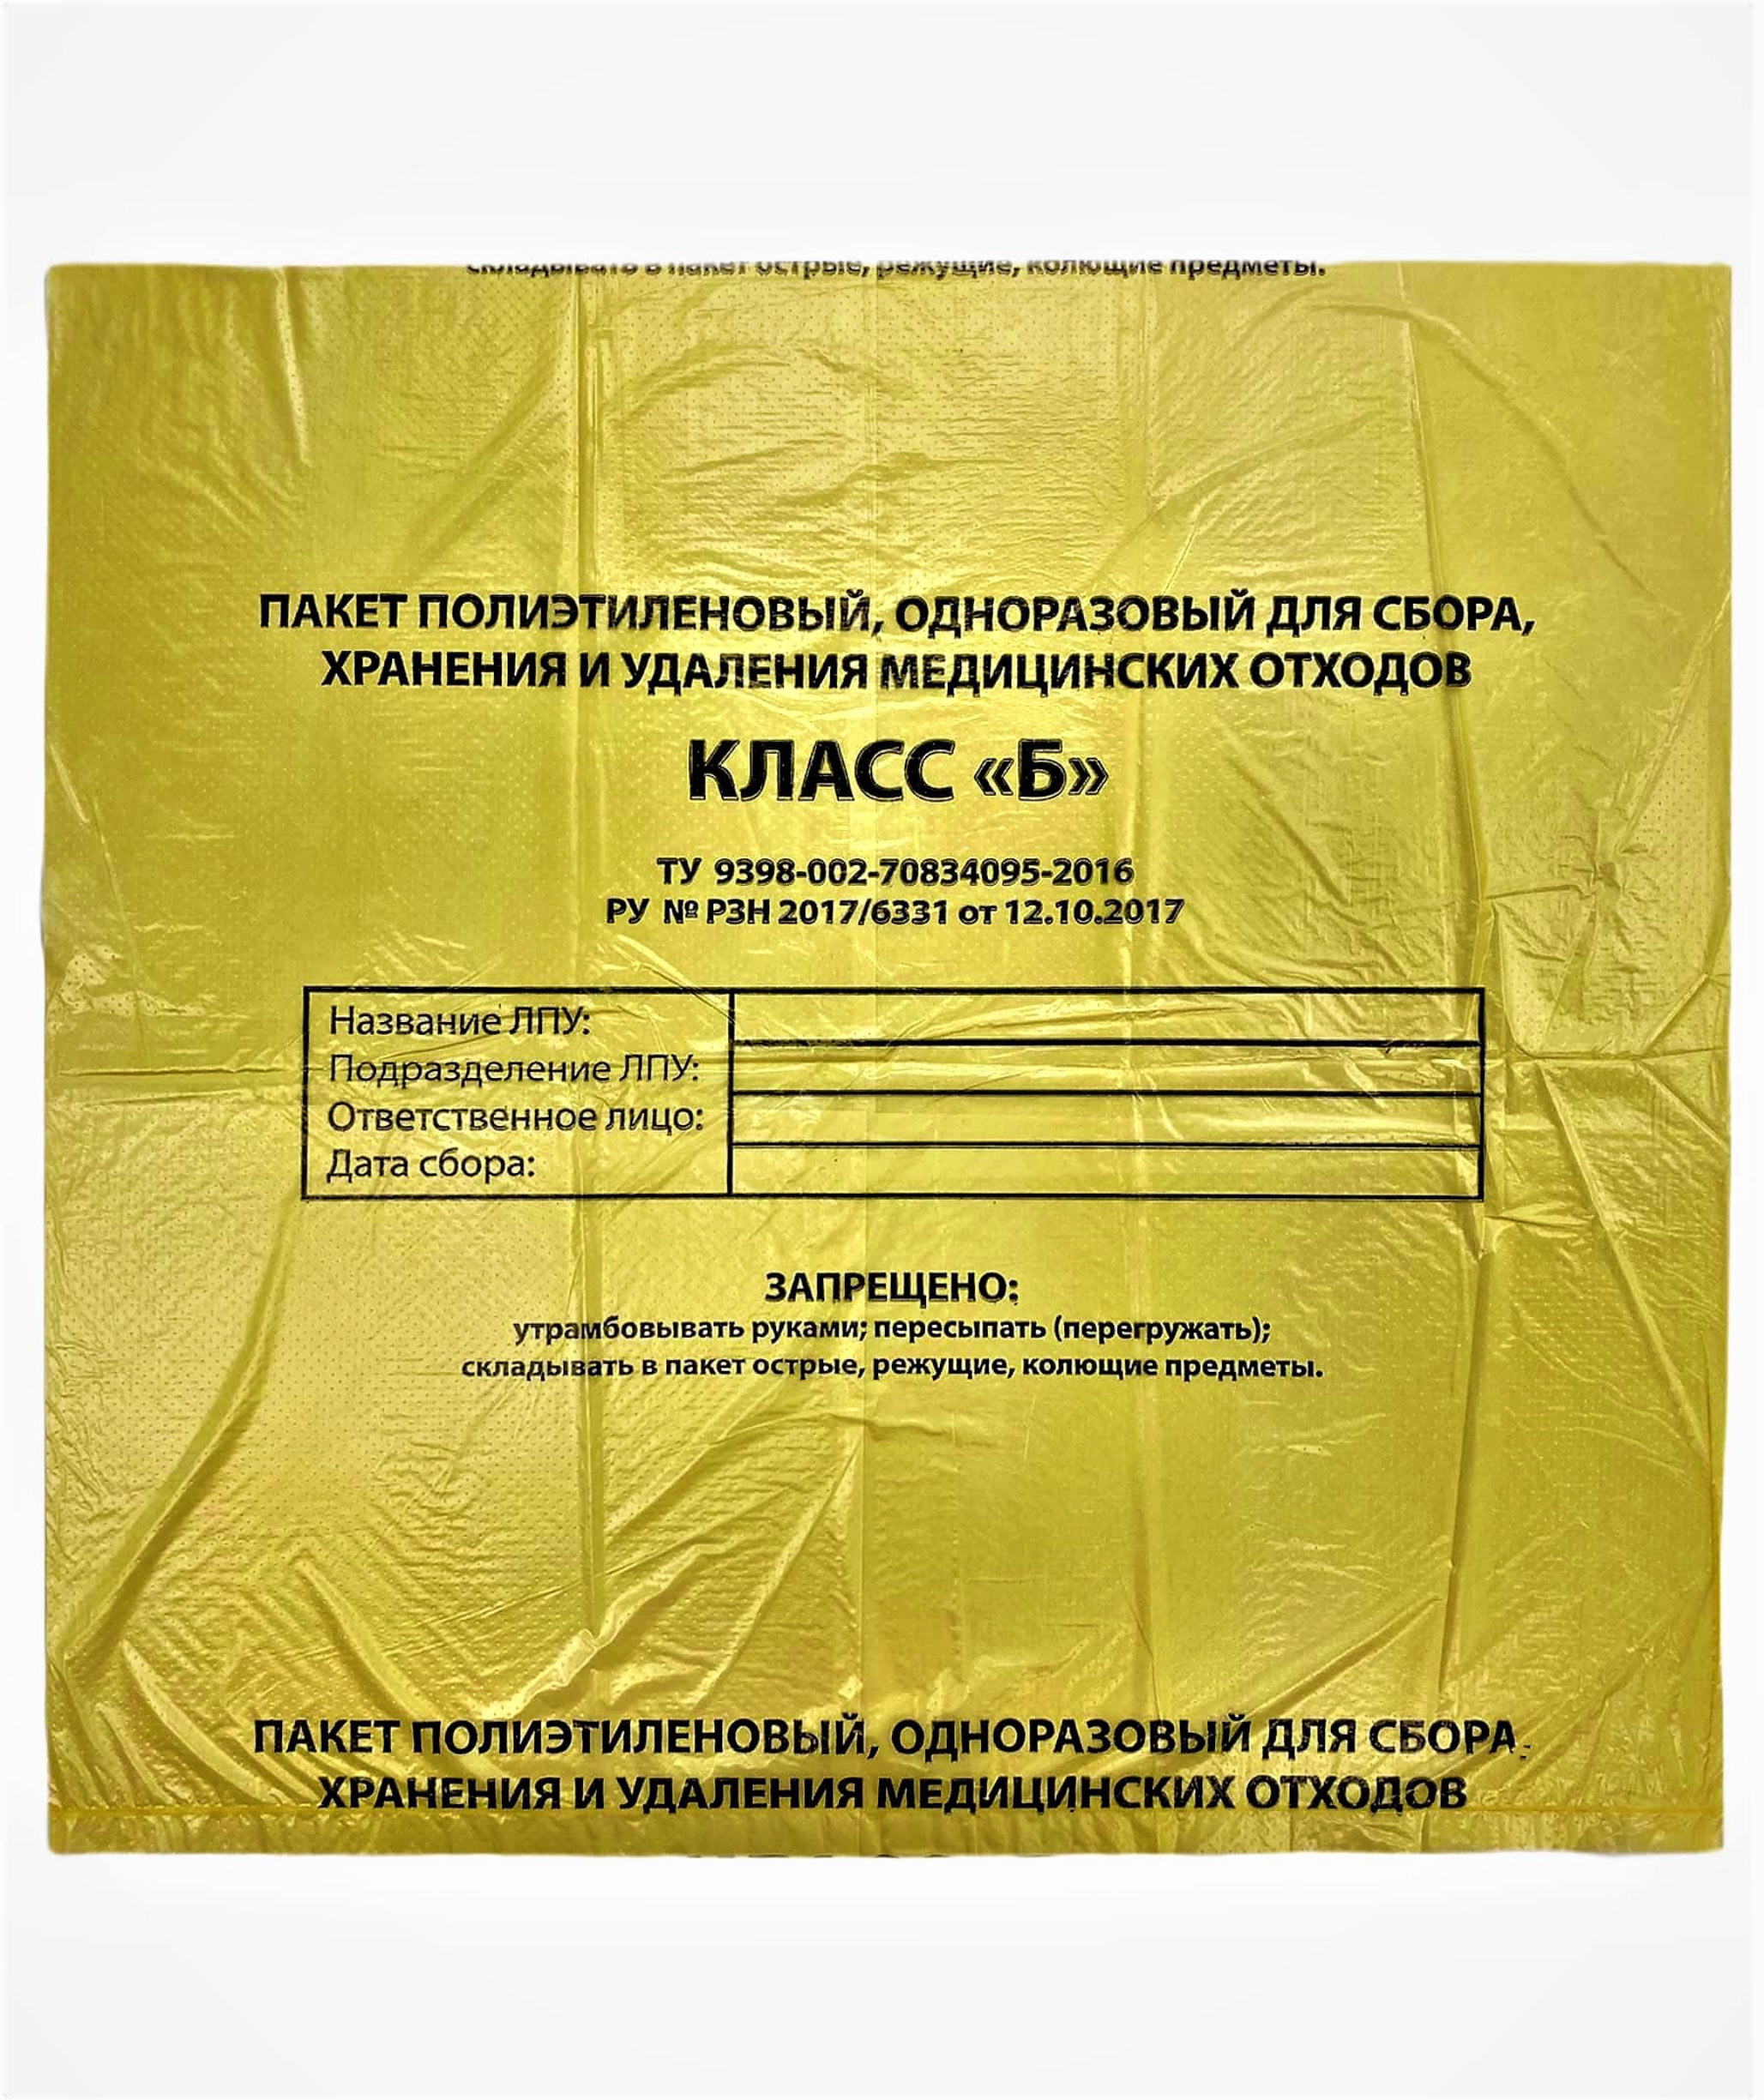 складывать в пакет острые, режущие, колющие предметы.
ПАКЕТ ПОЛИЭТИЛЕНОВЫЙ, ОДНОРАЗОВЫЙ ДЛЯ СБОРА,
ХРАНЕНИЯ И УДАЛЕНИЯ МЕДИЦИНСКИХ ОТХОДОВ
КЛАСС «Б»
ТУ 9398-002-70834095-2016
РУ № РЗН 2017/6331 от 12.10.2017
Название ЛПУ:
Подразделение ЛПУ:
Ответственное лицо:
Дата сбора:
ЗАПРЕЩЕНО:
утрамбовывать руками; пересыпать (перегружать);
складывать в пакет острые, режущие, колющие предметы.
ПАКЕТ ПОЛИЭТИЛЕНОВЫЙ, ОДНОРАЗОВЫЙ ДЛЯ СБОРА,
ХРАНЕНИЯ И УДАЛЕНИЯ МЕДИЦИНСКИХ ОТХОДОВ